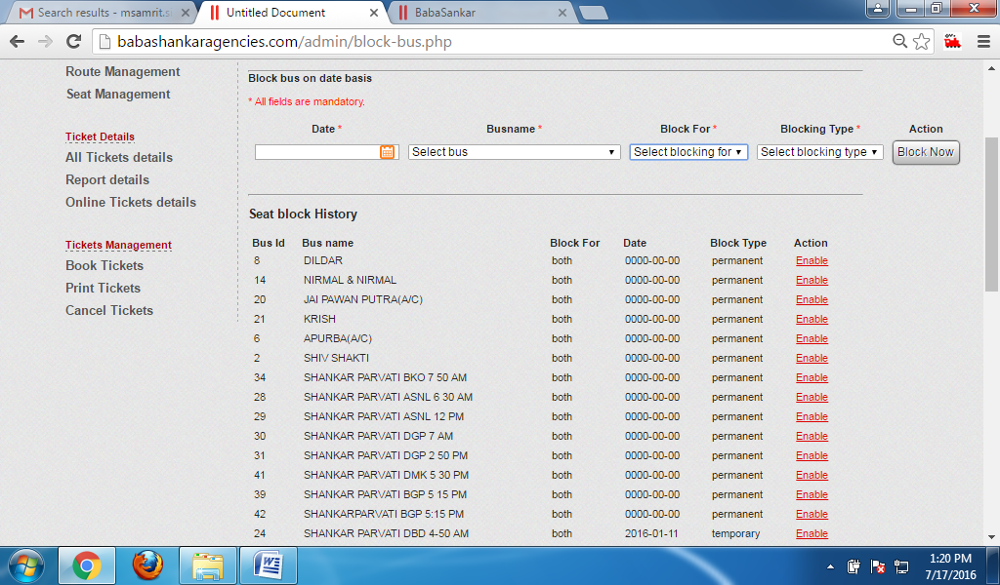 Search results - msamrit.s
Untitled Document
BabaSankar
babashankaragencies.com/admin/block-bus.php
Route Management
Seat Management
Ticket Details
All Tickets details
Report details
Online Tickets details
Tickets Management
Book Tickets
Print Tickets
Cancel Tickets
Block bus on date basis
* All fields are mandatory.
Date * Busname * Block For * Blocking Type * Action
Select bus Select blocking for Select blocking type Block Now
Seat block History
Bus Id Bus name Block For Date Block Type Action
8 DILDAR both 0000-00-00 permanent Enable
14 NIRMAL & NIRMAL both 0000-00-00 permanent Enable
20 JAI PAWAN PUTRA(A/C) both 0000-00-00 permanent Enable
21 KRISH both 0000-00-00 permanent Enable
6 APURBA(A/C) both 0000-00-00 permanent Enable
2 SHIV SHAKTI both 0000-00-00 permanent Enable
34 SHANKAR PARVATI BKO 7 50 AM both 0000-00-00 permanent Enable
28 SHANKAR PARVATI ASNL 6 30 AM both 0000-00-00 permanent Enable
29 SHANKAR PARVATI ASNL 12 PM both 0000-00-00 permanent Enable
30 SHANKAR PARVATI DGP 7 AM both 0000-00-00 permanent Enable
31 SHANKAR PARVATI DGP 2 50 PM both 0000-00-00 permanent Enable
41 SHANKAR PARVATI DMK 5 30 PM both 0000-00-00 permanent Enable
39 SHANKAR PARVATI BGP 5 15 PM both 0000-00-00 permanent Enable
42 SHANKARPARVATI BGP 5:15 PM both 0000-00-00 permanent Enable
24 SHANKAR PARVATI DBD 4-50 AM both 2016-01-11 temporary Enable
1:20 PM
7/17/2016